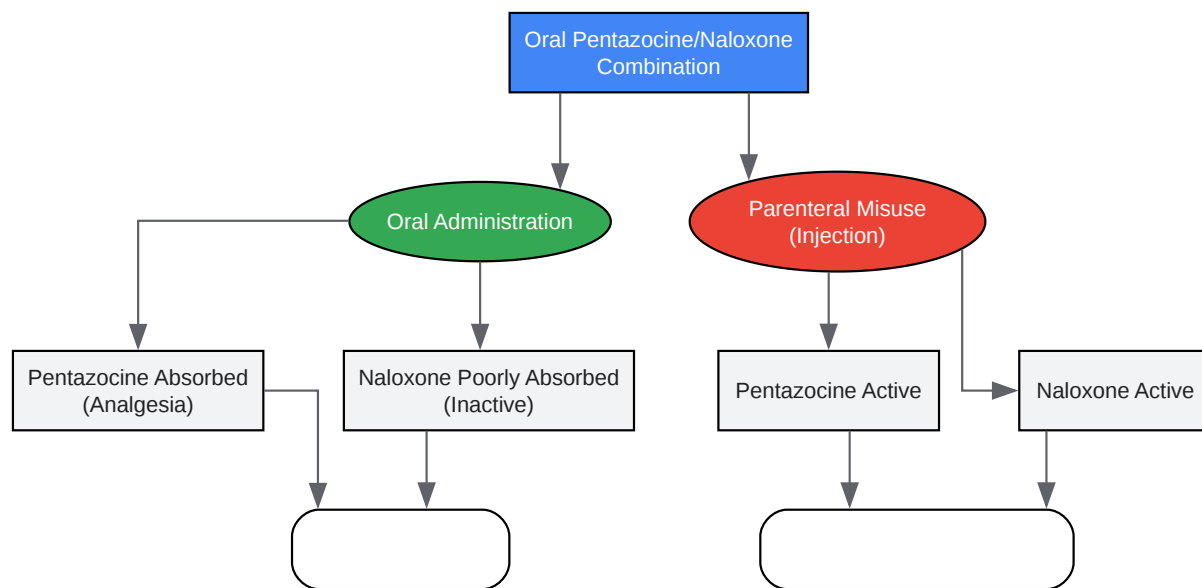 Oral Pentazocine/Naloxone
Combination
Oral Administration
Parenteral Misuse
(Injection)
Pentazocine Absorbed
(Analgesia)
Naloxone Poorly Absorbed
(Inactive)
Pentazocine Active
Naloxone Active